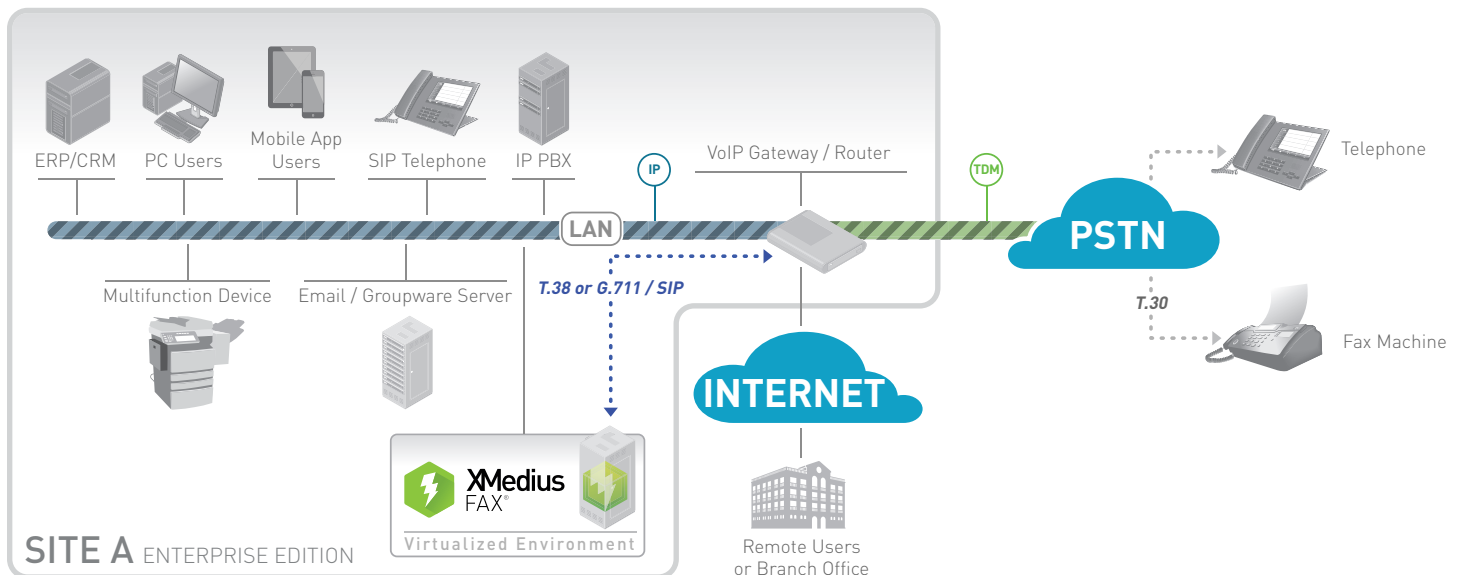 ERP/CRM
PC Users
Mobile App
Users
SIP Telephone
IP PBX
IP
VoIP Gateway / Router
TDM
Telephone
LAN
PSTN
Multifunction Device
Email / Groupware Server
T.38 or G.711 / SIP
T.30
Fax Machine
INTERNET
XMedius
FAX®
Virtualized Environment
Remote Users
or Branch Office
SITE A ENTERPRISE EDITION